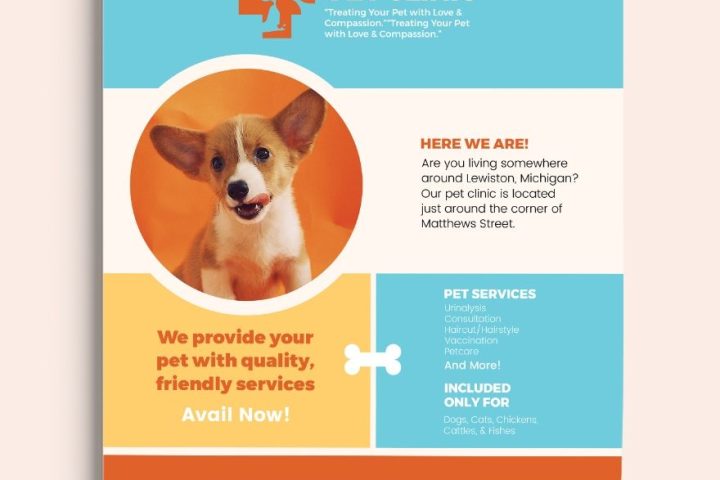 "Treating Your Pet with Love &
Compassion.""Treating Your Pet
with Love & Compassion."
HERE WE ARE!
Are you living somewhere
around Lewiston, Michigan?
Our pet clinic is located
just around the corner of
Matthews Street.
We provide your
pet with quality,
friendly services
Avail Now!
PET SERVICES
Urinalysis
Consultation
Haircut/Hairstyle
Vaccination
Petcare
And More!
INCLUDED
ONLY FOR
Dogs, Cats, Chickens,
Cattles, & Fishes